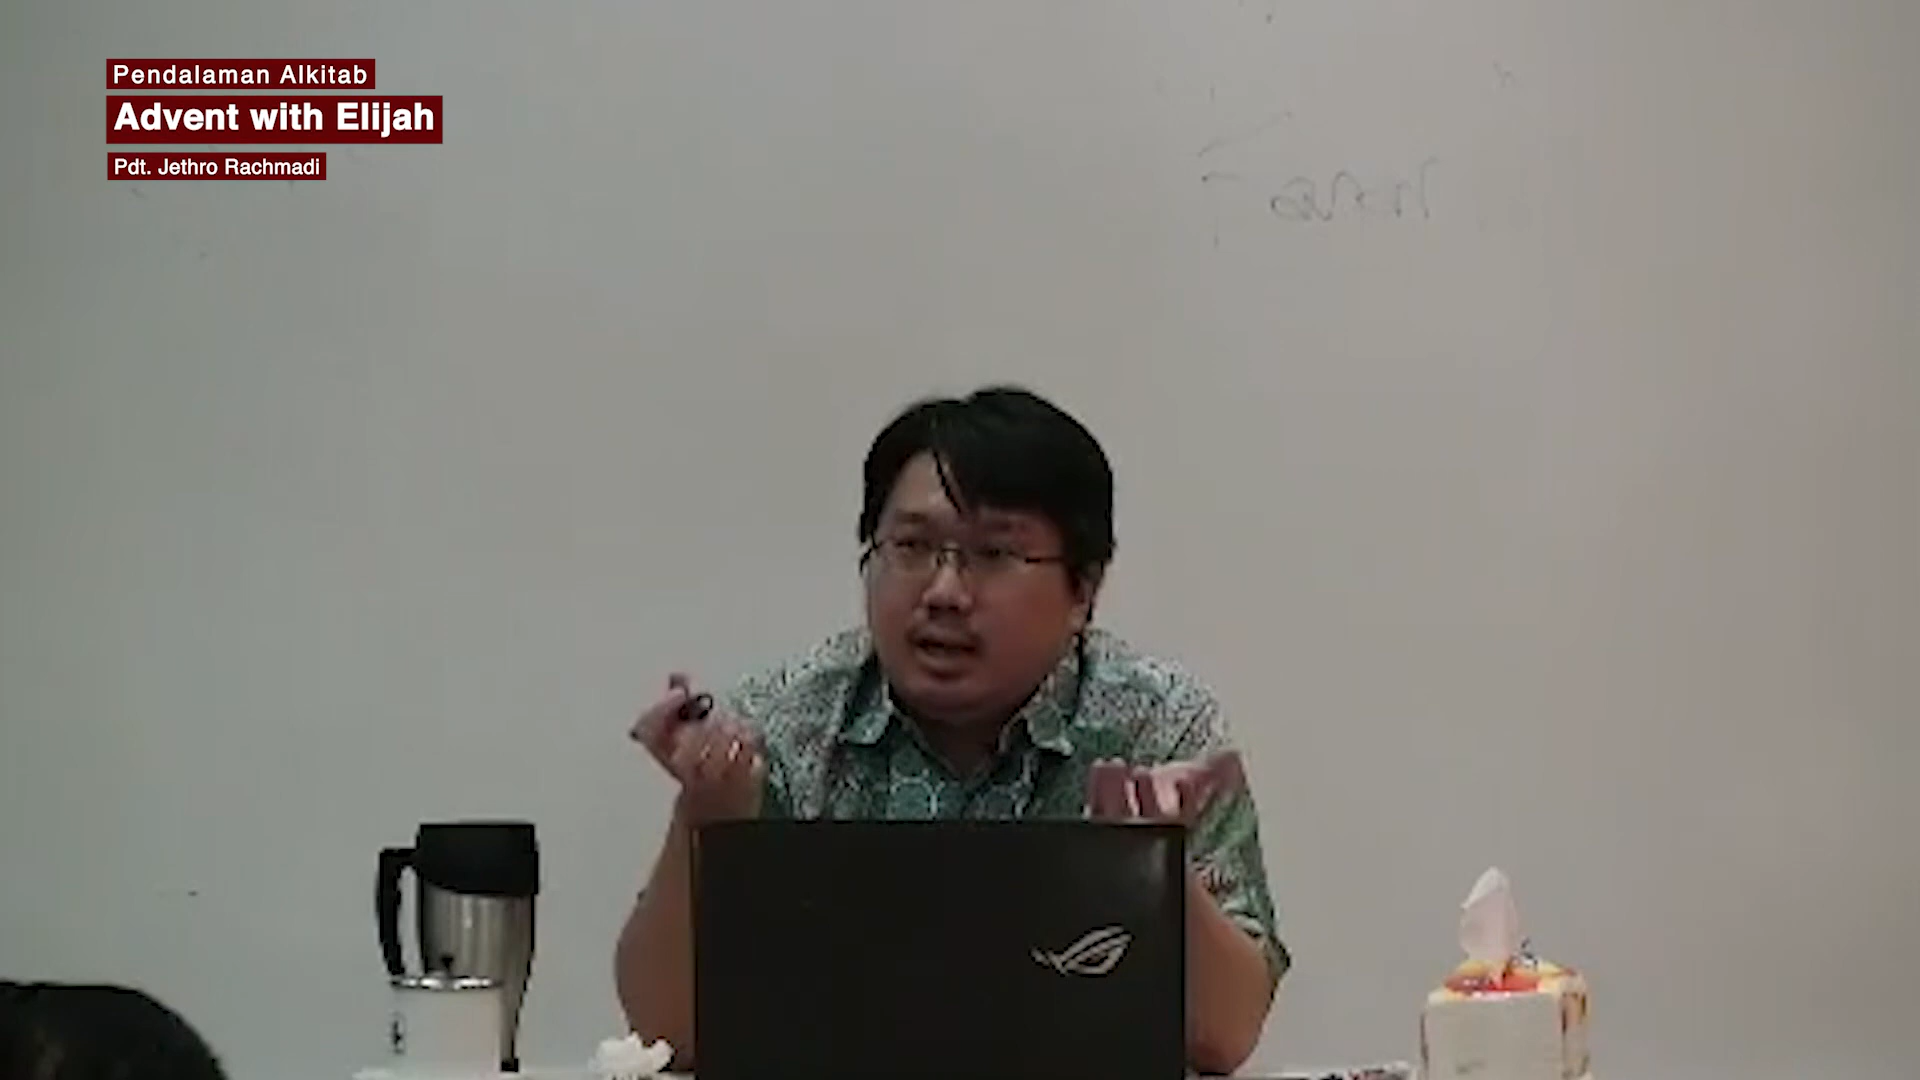 Pendalaman Alkitab
Advent with Elijah
Pdt. Jethro Rachmadi